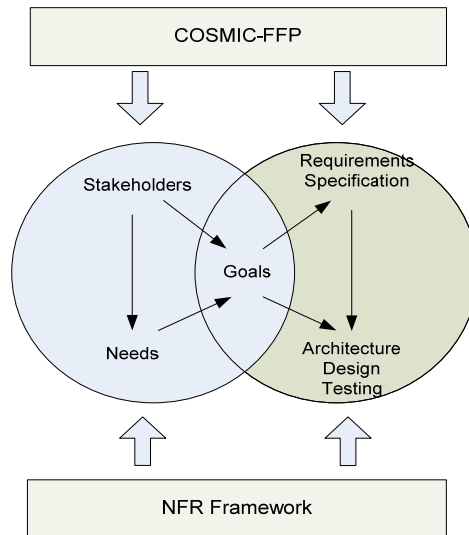 COSMIC-FFP
Requirements
Specification
Stakeholders
Goals
Needs
Architecture
Design
Testing
NFR Framework